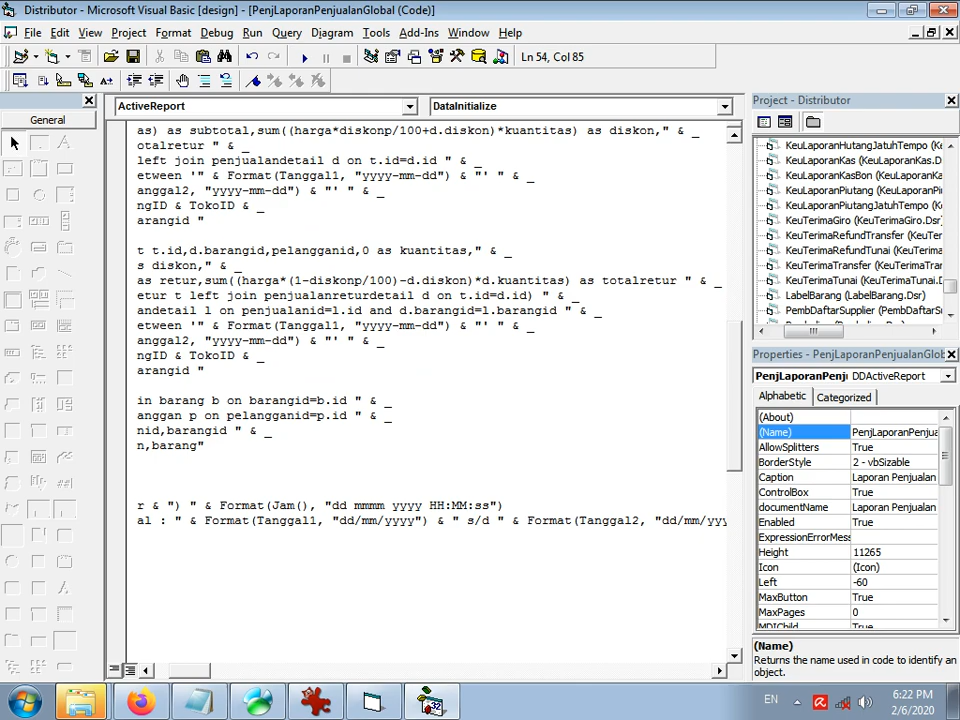 Distributor - Microsoft Visual Basic [design] - [PenjLaporanPenjualanGlobal (Code)]
File Edit View Project Format Debug Run Query Diagram Tools Add-Ins Window Help
Ln 54, Col 85
General
ActiveReport
DataInitialize
as) as subtotal,sum((harga*diskonp/100+d.diskon)*kuantitas) as diskon," & _
otalretur " & _
left join penjualandetail d on t.id=d.id " & _
etween '" & Format(Tanggal1, "yyyy-mm-dd") & "' " & _
anggal2, "yyyy-mm-dd") & "' " & _
ngID & TokoID & _
arangid "
t t.id,d.barangid,pelangganid,0 as kuantitas," & _
s diskon," & _
as retur,sum((harga*(1-diskonp/100)-d.diskon)*d.kuantitas) as totalretur " & _
etur t left join penjualanreturdetail d on t.id=d.id) " & _
andetail l on penjualanid=l.id and d.barangid=l.barangid " & _
etween '" & Format(Tanggal1, "yyyy-mm-dd") & "' " & _
anggal2, "yyyy-mm-dd") & "' " & _
ngID & TokoID & _
arangid "
in barang b on barangid=b.id " & _
anggan p on pelangganid=p.id " & _
nid,barangid " & _
n,barang"
r & ") " & Format(Jam(), "dd mmmm yyyy HH:MM:ss")
al : " & Format(Tanggal1, "dd/mm/yyyy") & " s/d " & Format(Tanggal2, "dd/mm/yyy
Project - Distributor
KeuLaporanHutangJatuhTempo (
KeuLaporanKas (KeuLaporanKas.D
KeuLaporanKasBon (KeuLaporanKa
KeuLaporanPiutang (KeuLaporanPi
KeuLaporanPiutangJatuhTempo (K
KeuTerimaGiro (KeuTerimaGiro.Dsr
KeuTerimaRefundTransfer (KeuTer
KeuTerimaRefundTunai (KeuTerima
KeuTerimaTransfer (KeuTerimaTrar
KeuTerimaTunai (KeuTerimaTunai.
LabelBarang (LabelBarang.Dsr)
PembDaftarSupplier (PembDaftarSu
Properties - PenjLaporanPenjualanGlob
PenjLaporanPenj DDActiveReport
Alphabetic Categorized
(About)
(Name) PenjLaporanPenjua
AllowSplitters True
BorderStyle 2 - vbSizable
Caption Laporan Penjualan
ControlBox True
documentName Laporan Penjualan
Enabled True
ExpressionErrorMess
Height 11265
Icon (Icon)
Left -60
MaxButton True
MaxPages 0
MDIChild True
(Name)
Returns the name used in code to identify an
object.
EN
6:22 PM
2/6/2020